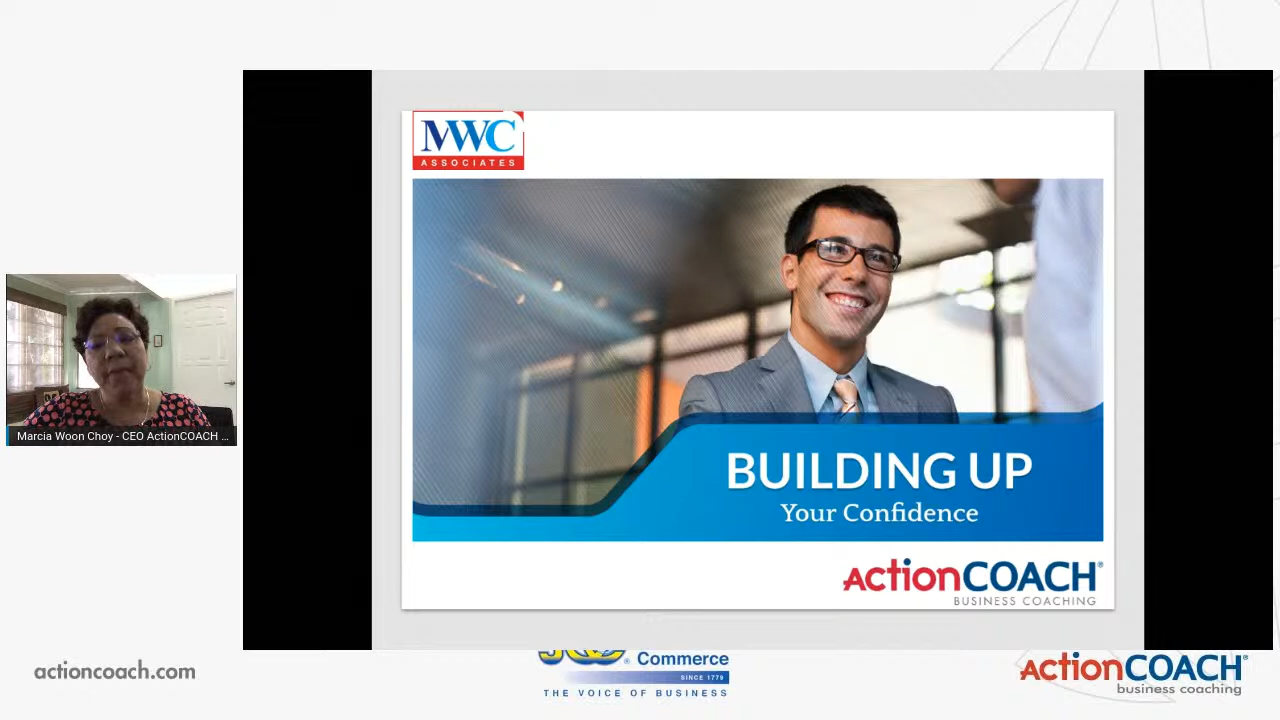 MWC
ASSOCIATES
BUILDING UP
Your Confidence
ActionCOACH®
BUSINESS COACHING
Marcia Woon Choy - CEO ActionCOACH ...
actioncoach.com
® Commerce
SINCE 1779
THE VOICE OF BUSINESS
ActionCOACH®
business coaching